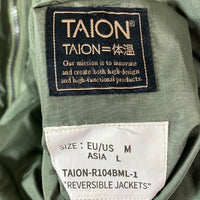 TAION®
TAION=体温
Our mission is to innovate
and create both high-design
and high-functional products.
SIZE: EU/US M
ASIA L
TAION-R104BML-1
"REVERSIBLE JACKETS"